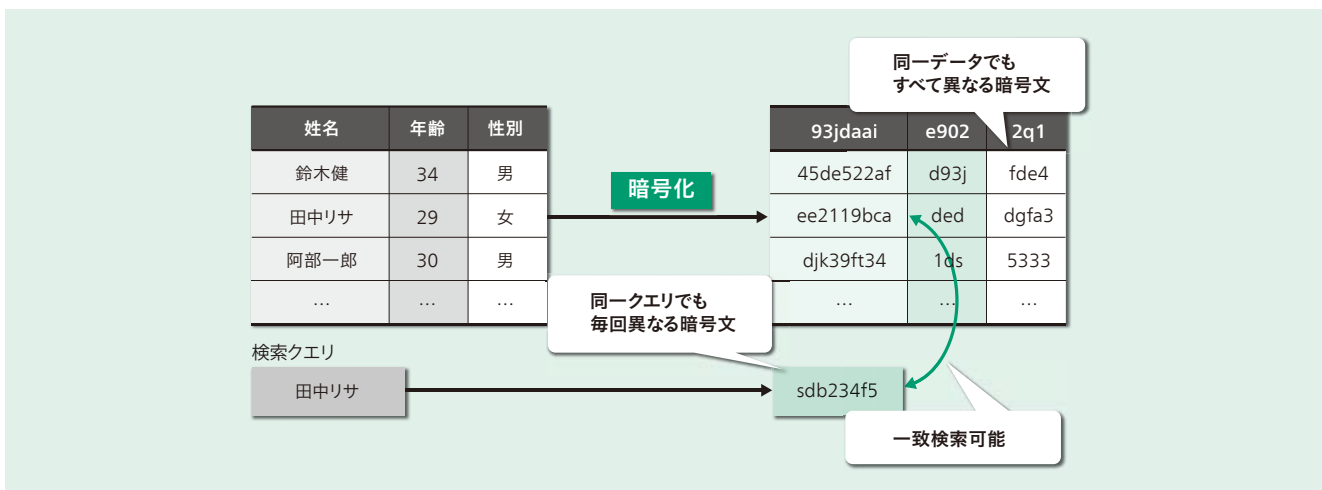 同一データでも
すべて異なる暗号文
姓名 年齢 性別
鈴木健 34 男
田中リサ 29 女
阿部一郎 30 男
… … …
暗号化
93jdaai e902 2q1
45de522af d93j fde4
ee2119bca ded dgfa3
djk39ft34 1ds 5333
… … …
同一クエリでも
毎回異なる暗号文
検索クエリ
田中リサ
sdb234f5
一致検索可能